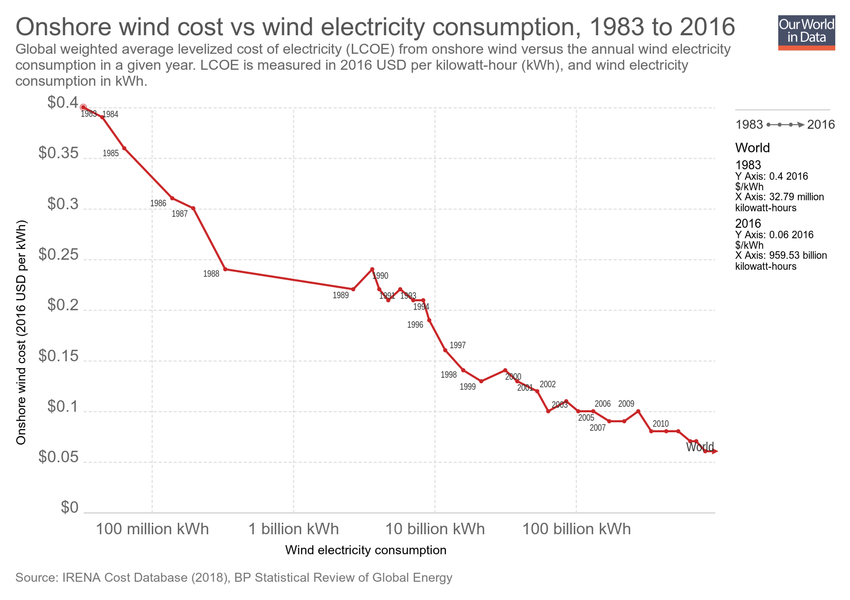 Onshore wind cost vs wind electricity consumption, 1983 to 2016
Global weighted average levelized cost of electricity (LCOE) from onshore wind versus the annual wind electricity
consumption in a given year. LCOE is measured in 2016 USD per kilowatt-hour (kWh), and wind electricity
consumption in kWh.
Our World
in Data
$0.4
$0.35
$0.3
$0.25
$0.2
$0.15
$0.1
$0.05
$0
Onshore wind cost (2016 USD per kWh)
1983
1984
1985
1986
1987
1988
1989
1990
1991
1993
1994
1996
1997
1998
1999
2000
2001
2002
2003
2005
2006
2007
2009
2010
World
100 million kWh
1 billion kWh
10 billion kWh
100 billion kWh
Wind electricity consumption
1983
2016
World
1983
Y Axis: 0.4 2016
$/kWh
X Axis: 32.79 million
kilowatt-hours
2016
Y Axis: 0.06 2016
$/kWh
X Axis: 959.53 billion
kilowatt-hours
Source: IRENA Cost Database (2018), BP Statistical Review of Global Energy